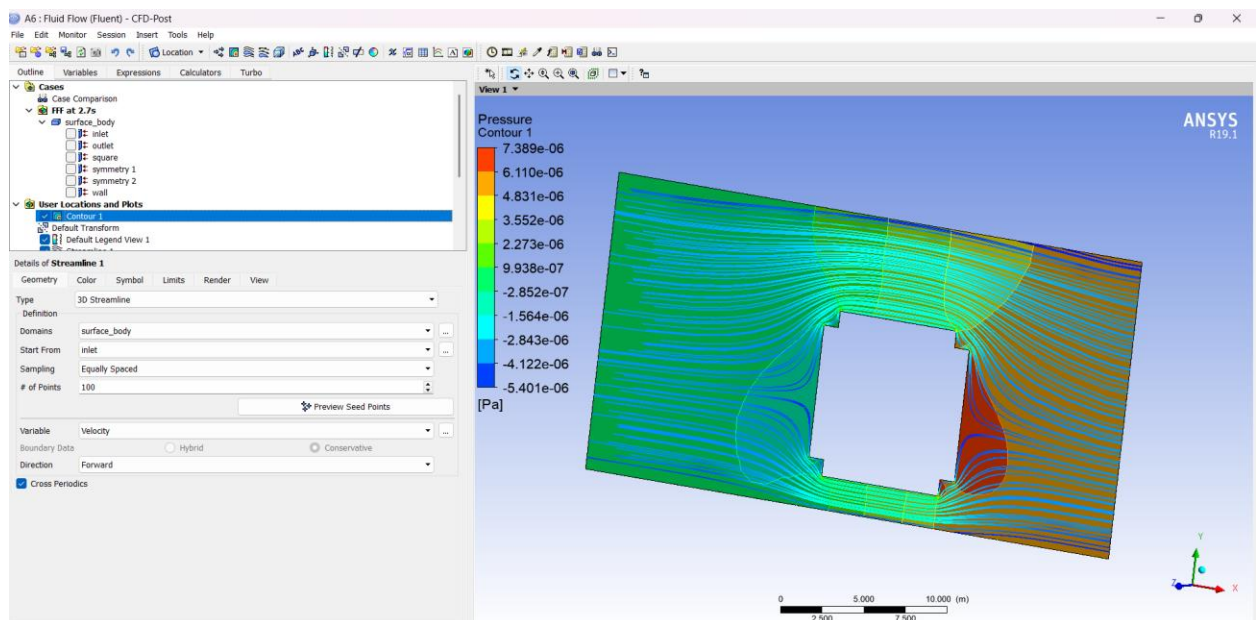 A6 : Fluid Flow (Fluent) - CFD-Post
File Edit Monitor Session Insert Tools Help
Location
Outline Variables Expressions Calculators Turbo
Cases
Case Comparison
FFF at 2.7s
surface_body
inlet
outlet
square
symmetry 1
symmetry 2
wall
User Locations and Plots
Contour 1
Default Transform
Default Legend View 1
Details of Streamline 1
Geometry Color Symbol Limits Render View
Type 3D Streamline
Definition
Domains surface_body ...
Start From inlet ...
Sampling Equally Spaced
# of Points 100
Preview Seed Points
Variable Velocity ...
Boundary Data Hybrid Conservative
Direction Forward
Cross Periodics
View 1
Pressure
Contour 1
7.389e-06
6.110e-06
4.831e-06
3.552e-06
2.273e-06
9.938e-07
-2.852e-07
-1.564e-06
-2.843e-06
-4.122e-06
-5.401e-06
[Pa]
ANSYS
R19.1
Y
Z X
0 5.000 10.000 (m)
2.500 7.500